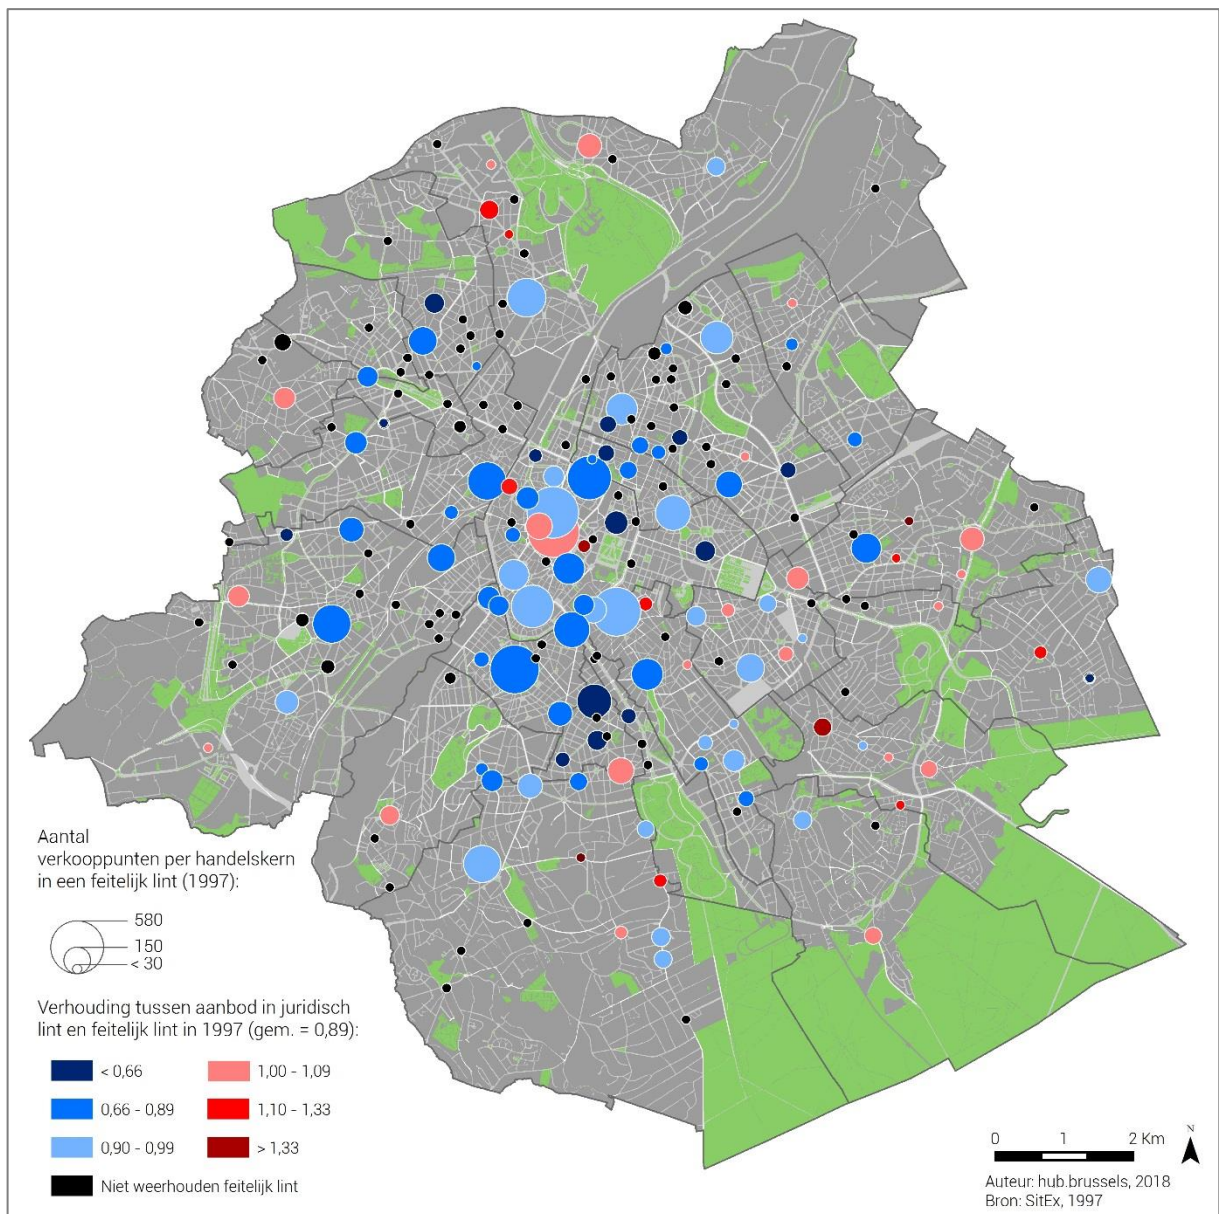 Aantal
verkooppunten per handelskern
in een feitelijk lint (1997):
580
150
< 30
Verhouding tussen aanbod in juridisch
lint en feitelijk lint in 1997 (gem. = 0,89):
< 0,66
1,00 - 1,09
0,66 - 0,89
1,10 - 1,33
0,90 - 0,99
> 1,33
Niet weerhouden feitelijk lint
0 1 2 Km
N
Auteur: hub.brussels, 2018
Bron: SitEx, 1997